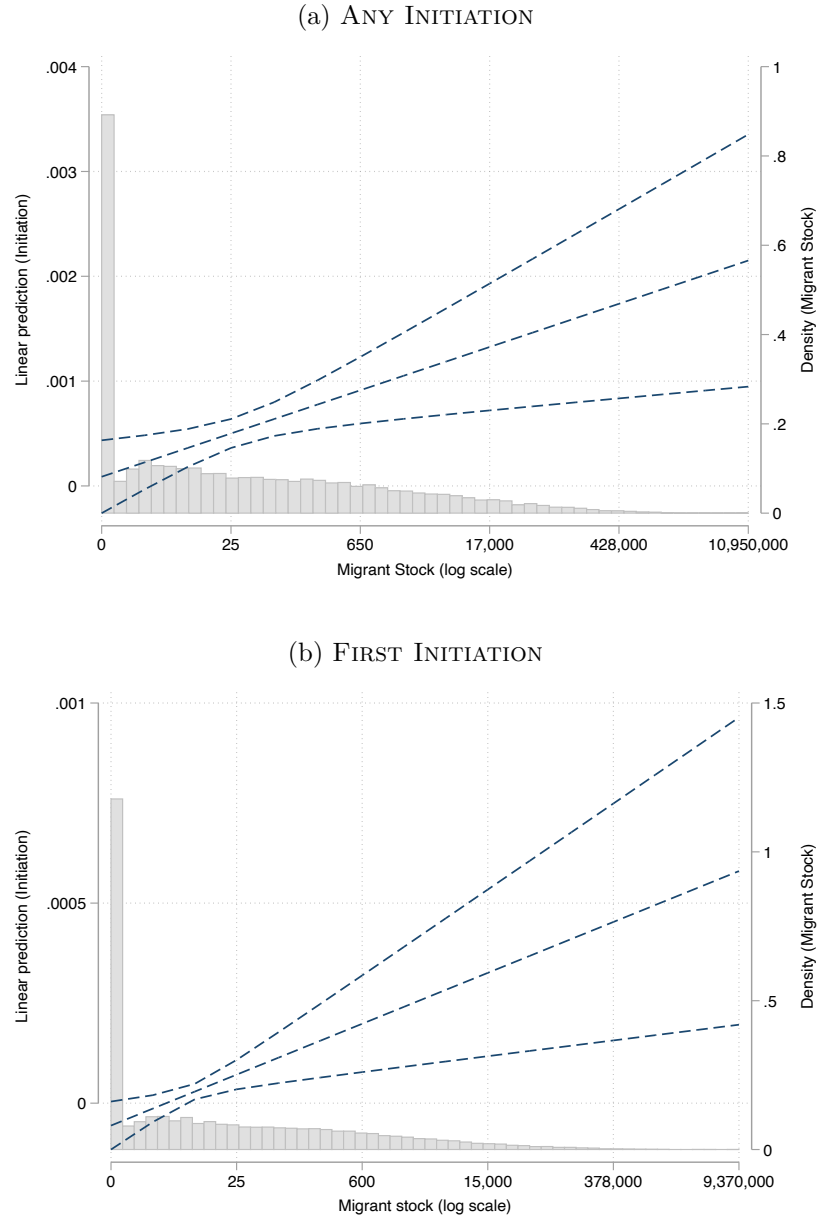 (a) Any Initiation
.004
.003
.002
.001
0
Linear prediction (Initiation)
1
.8
.6
.4
.2
0
Density (Migrant Stock)
0 25 650 17,000 428,000 10,950,000
Migrant Stock (log scale)
(b) First Initiation
.001
.0005
0
Linear prediction (Initiation)
1.5
1
.5
0
Density (Migrant Stock)
0 25 600 15,000 378,000 9,370,000
Migrant stock (log scale)